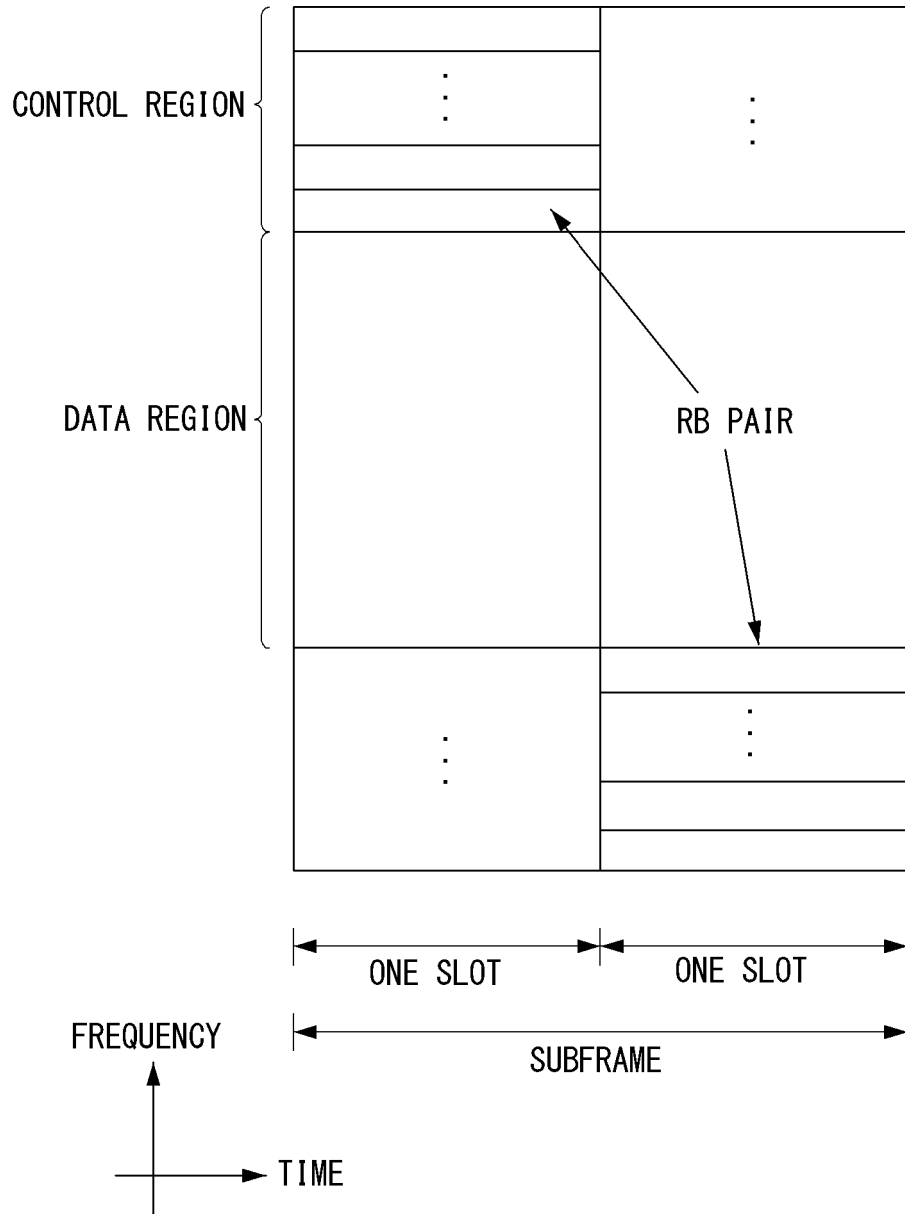 CONTROL REGION
DATA REGION
RB PAIR
ONE SLOT
ONE SLOT
SUBFRAME
FREQUENCY
TIME